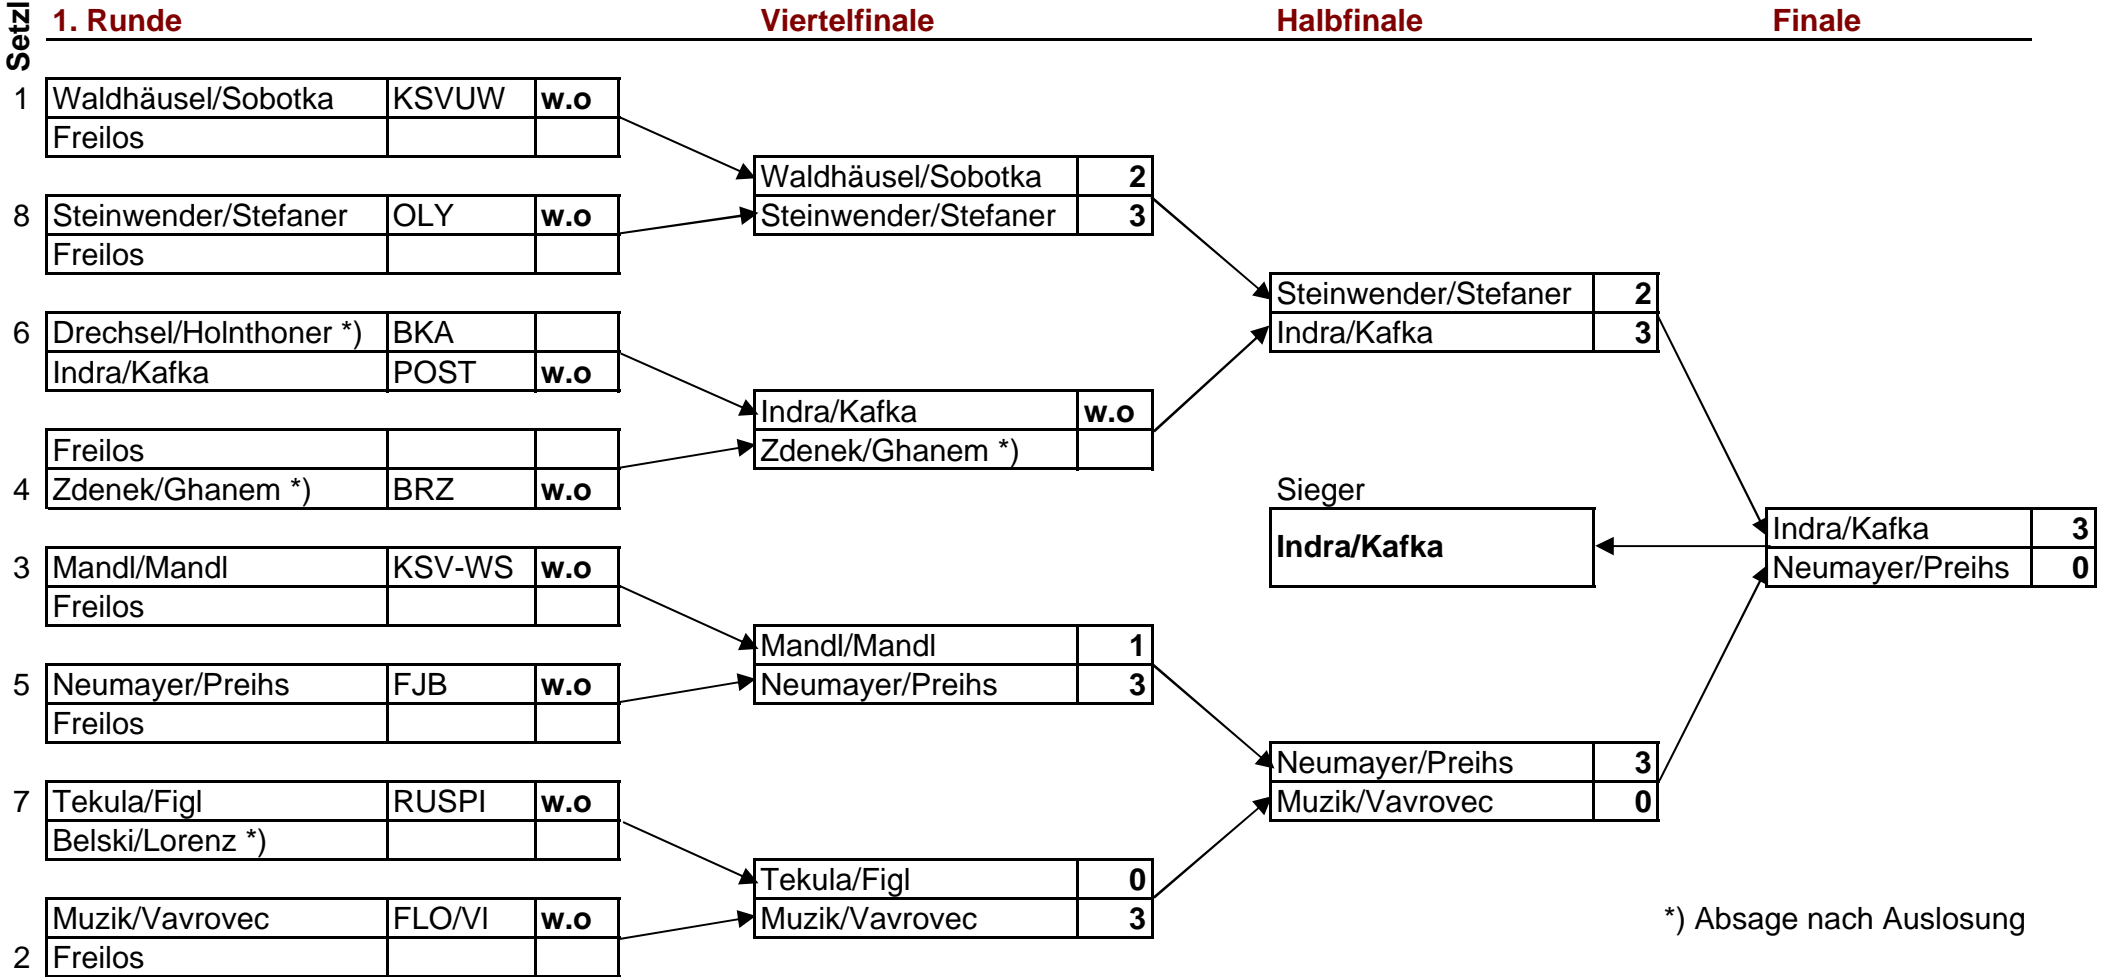 Setzl
1. Runde Viertelfinale Halbfinale Finale
1 Waldhäusel/Sobotka KSVUW w.o
Freilos
Waldhäusel/Sobotka 2
8 Steinwender/Stefaner OLY w.o Steinwender/Stefaner 3
Freilos
Steinwender/Stefaner 2
6 Drechsel/Holnthoner *) BKA Indra/Kafka 3
Indra/Kafka POST w.o
Indra/Kafka w.o
Freilos Zdenek/Ghanem *)
4 Zdenek/Ghanem *) BRZ w.o Sieger
Indra/Kafka 3
Indra/Kafka
3 Mandl/Mandl KSV-WS w.o Neumayer/Preihs 0
Freilos
Mandl/Mandl 1
5 Neumayer/Preihs FJB w.o Neumayer/Preihs 3
Freilos
Neumayer/Preihs 3
7 Tekula/Figl RUSPI w.o Muzik/Vavrovec 0
Belski/Lorenz *)
Tekula/Figl 0
Muzik/Vavrovec FLO/VI w.o Muzik/Vavrovec 3 *) Absage nach Auslosung
2 Freilos